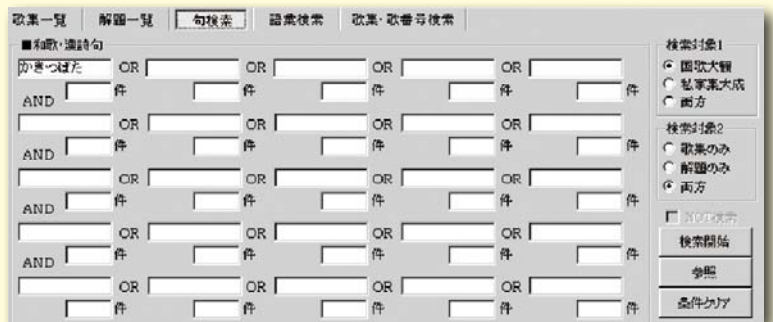 歌集一覧 解題一覧 句検索 語彙検索 歌集・歌番号検索
■和歌・漢詩句
かきつばた OR OR OR OR
AND 件 件 件 件 件
OR OR OR OR
AND 件 件 件 件 件
OR OR OR OR
AND 件 件 件 件 件
OR OR OR OR
AND 件 件 件 件 件
OR OR OR OR
件 件 件 件 件
検索対象1
国歌大観
私家集大成
両方
検索対象2
歌集のみ
解題のみ
両方
NOT検索
検索開始
参照
条件クリア